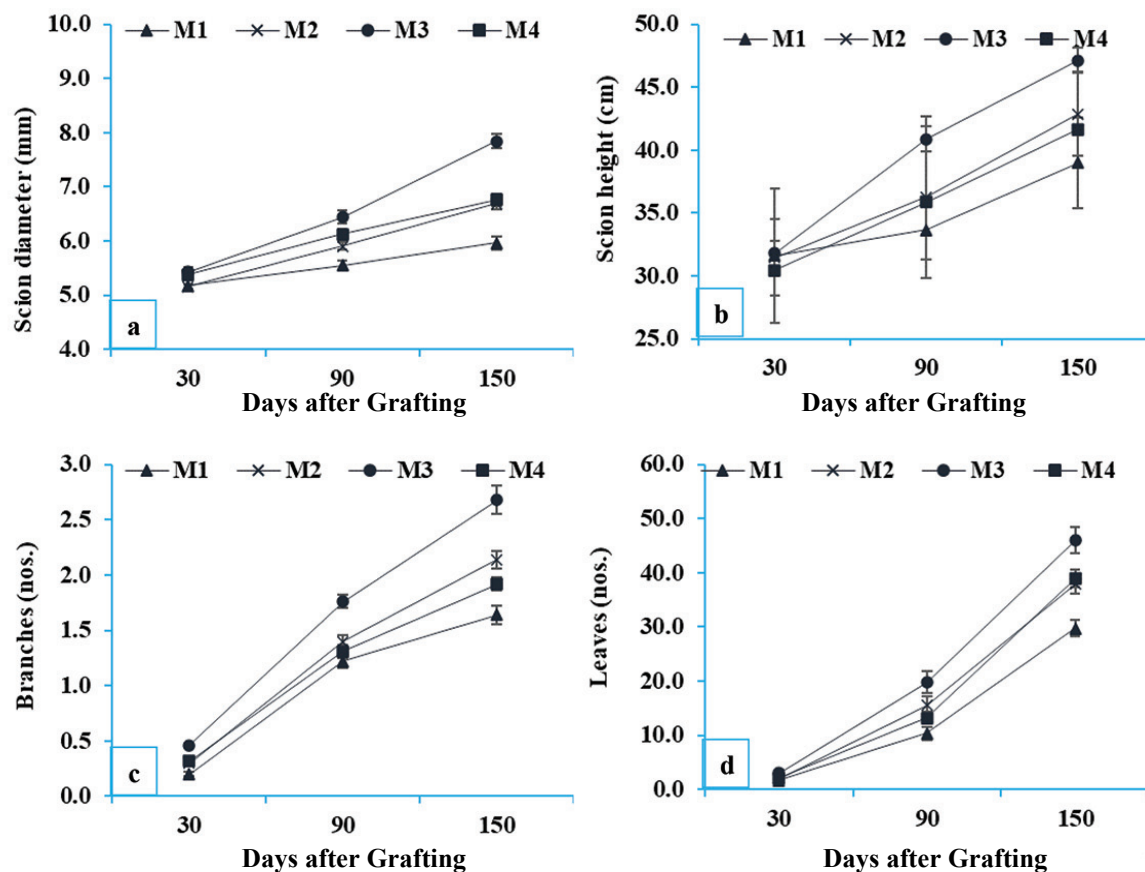 M1 M2 M3 M4
10.0
9.0
8.0
7.0
6.0
5.0
4.0
Scion diameter (mm)
a
30 90 150
Days after Grafting
50.0
M1 M2 M3 M4
45.0
40.0
35.0
30.0
25.0
Scion height (cm)
b
30 90 150
Days after Grafting
3.0
M1 M2 M3 M4
2.5
2.0
1.5
1.0
0.5
0.0
Branches (nos.)
c
30 90 150
Days after Grafting
60.0
M1 M2 M3 M4
50.0
40.0
30.0
20.0
10.0
0.0
Leaves (nos.)
d
30 90 150
Days after Grafting